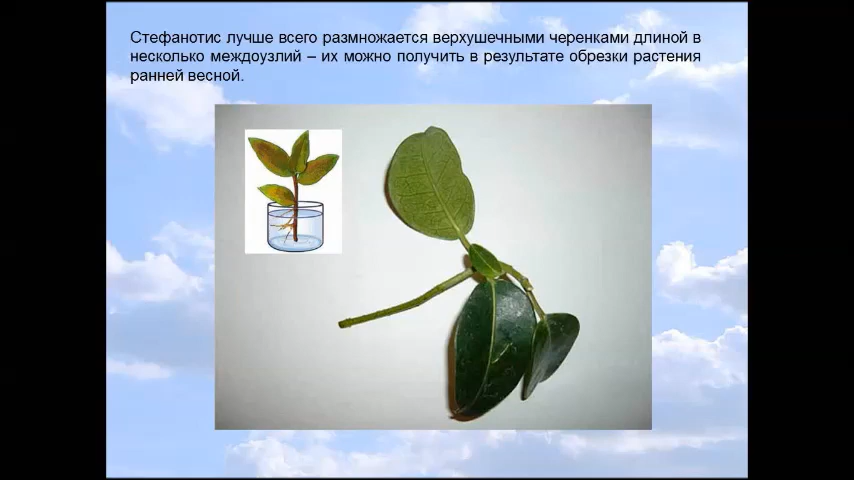 Стефанотис лучше всего размножается верхушечными черенками длиной в
несколько междоузлий – их можно получить в результате обрезки растения
ранней весной.